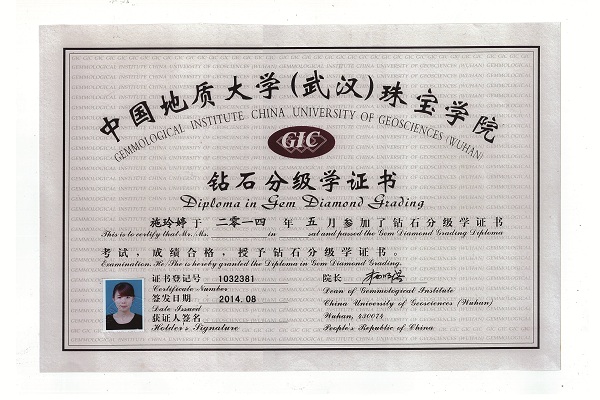 中国地质大学(武汉)珠宝学院
GEMMOLOGICAL INSTITUTE CHINA UNIVERSITY OF GEOSCIENCES (WUHAN)
GIC
钻石分级学证书
Diploma in Gem Diamond Grading
施玲婷于 二零一四 年 五 月参加了钻石分级学证书
This is to certify that Mr. Ms. in sat and passed the Gem Diamond Grading Diploma
考试，成绩合格，授予钻石分级学证书。
Examination. He She is hereby granted the Diploma in Gem Diamond Grading.
证书登记号 1032381
Certificate Number
签发日期 2014.08
Date Issued
获证人签名
Holder's Signature
院长
Dean of Gemmological Institute
China University of Geosciences (Wuhan)
Wuhan, 430074
People's Republic of China